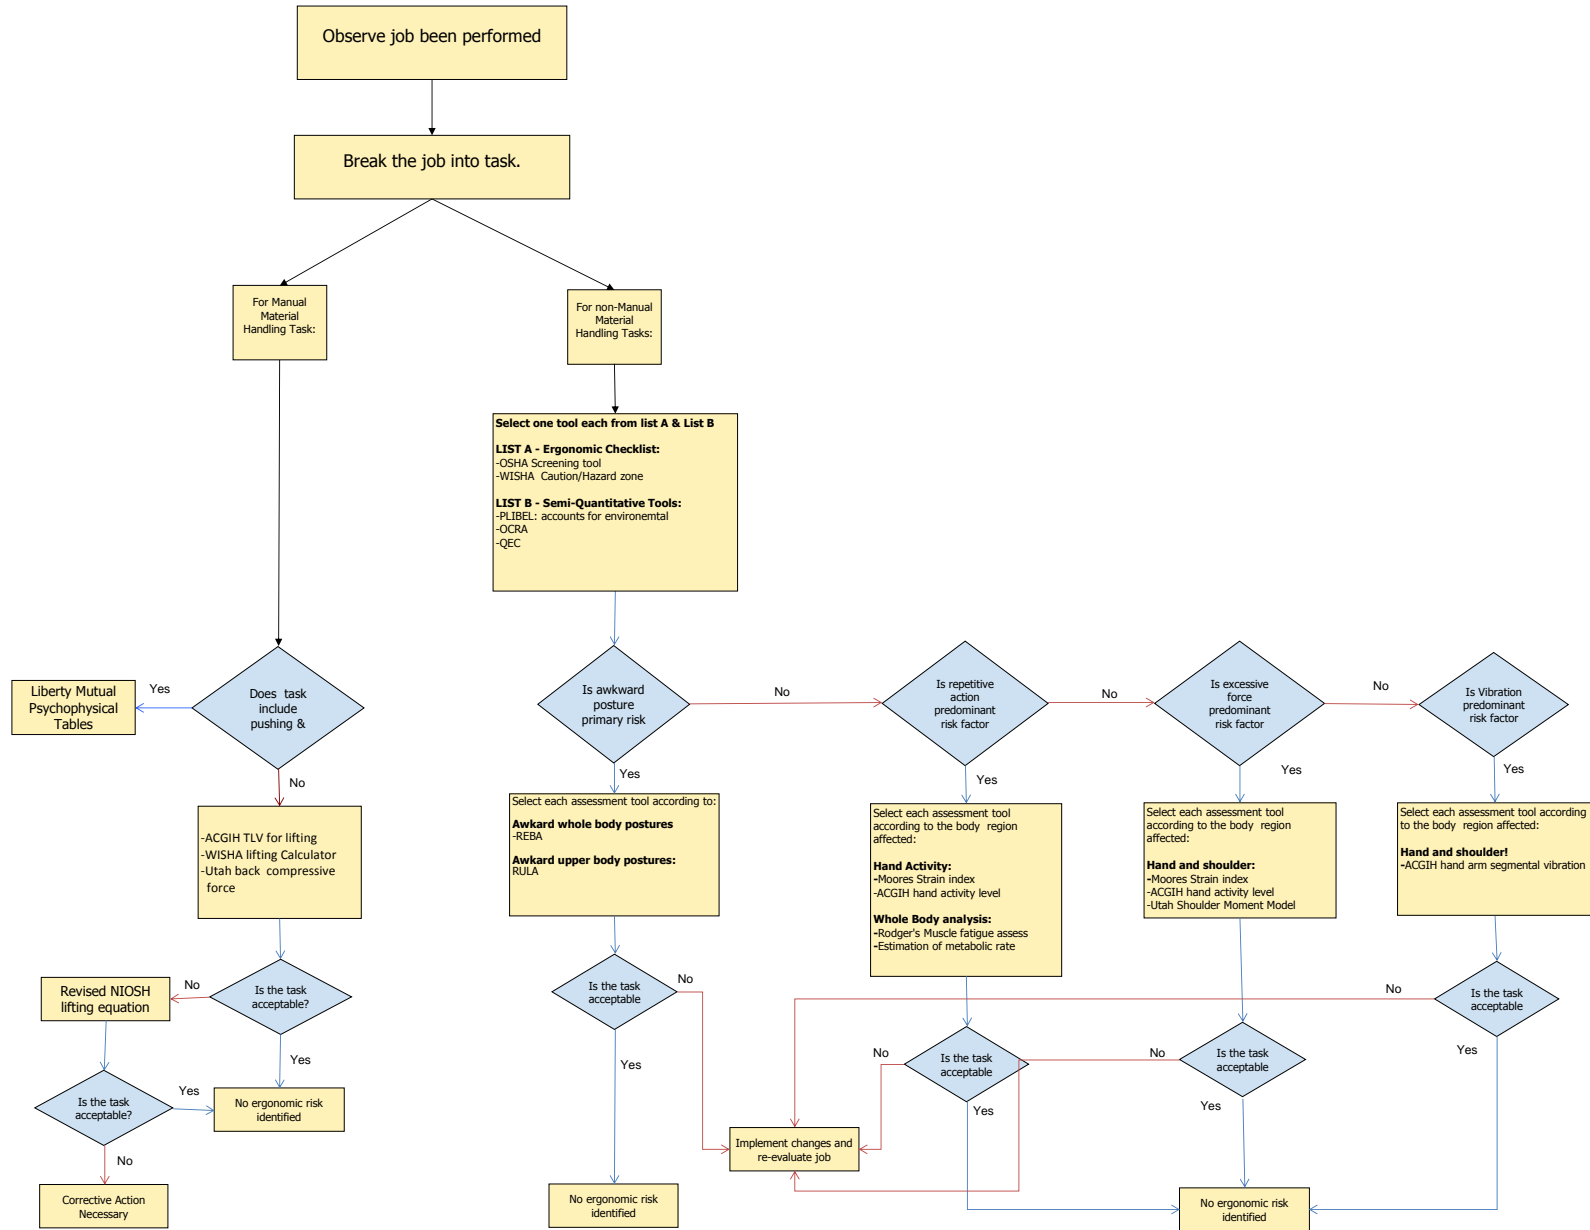 Observe job been performed
Break the job into task.
For Manual
Material
Handling Task:
For non-Manual
Material
Handling Tasks:
Select one tool each from list A & List B
LIST A - Ergonomic Checklist:
-OSHA Screening tool
-WISHA Caution/Hazard zone
LIST B - Semi-Quantitative Tools:
-PLIBEL: accounts for environemtal
-OCRA
-QEC
Liberty Mutual
Psychophysical
Tables
Yes
Does task
include
pushing &
No
Is awkward
posture
primary risk
No
Yes
Is repetitive
action
predominant
risk factor
No
Yes
Is excessive
force
predominant
risk factor
No
Yes
Is Vibration
predominant
risk factor
Yes
-ACGIH TLV for lifting
-WISHA lifting Calculator
-Utah back compressive
force
Select each assessment tool according to:
Awkard whole body postures
-REBA
Awkard upper body postures:
RULA
Select each assessment tool
according to the body region
affected:
Hand Activity:
-Moores Strain index
-ACGIH hand activity level
Whole Body analysis:
-Rodger's Muscle fatigue assess
-Estimation of metabolic rate
Select each assessment tool
according to the body region
affected:
Hand and shoulder:
-Moores Strain index
-ACGIH hand activity level
-Utah Shoulder Moment Model
Select each assessment tool according
to the body region affected:
Hand and shoulder!
-ACGIH hand arm segmental vibration
Revised NIOSH
lifting equation
No
Is the task
acceptable?
Yes
Is the task
acceptable
No
Yes
No
Is the task
acceptable
Yes
Is the task
acceptable?
Yes
No
No ergonomic risk
identified
No
Is the task
acceptable
Yes
No
Is the task
acceptable
Yes
Implement changes and
re-evaluate job
Corrective Action
Necessary
No ergonomic risk
identified
No ergonomic risk
identified